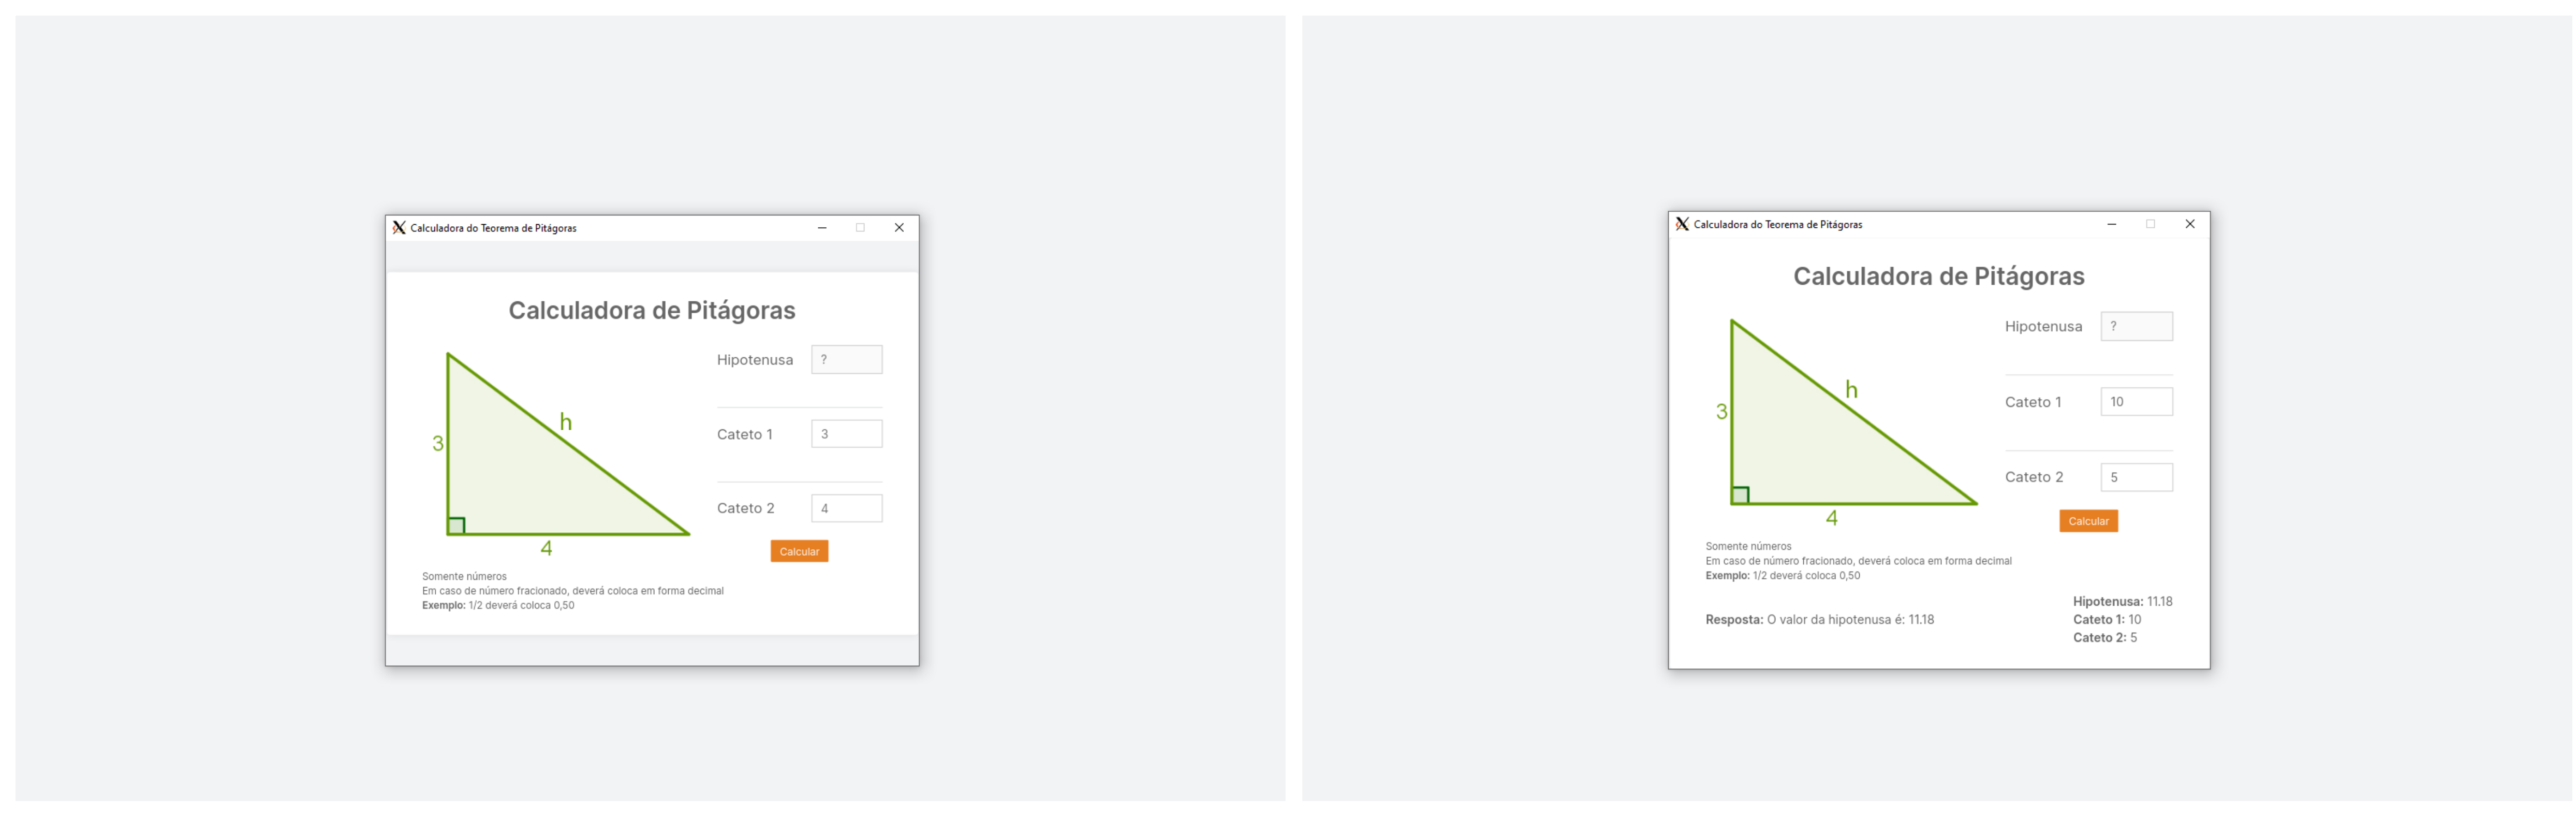 Calculadora do Teorema de Pitágoras
Calculadora de Pitágoras
Hipotenusa ?
h
3
Cateto 1 3
Cateto 2 4
4
Calcular
Somente números
Em caso de número fracionado, deverá coloca em forma decimal
Exemplo: 1/2 deverá coloca 0,50
Calculadora do Teorema de Pitágoras
Calculadora de Pitágoras
Hipotenusa ?
h
3
Cateto 1 10
Cateto 2 5
4
Calcular
Somente números
Em caso de número fracionado, deverá coloca em forma decimal
Exemplo: 1/2 deverá coloca 0,50
Resposta: O valor da hipotenusa é: 11.18
Hipotenusa: 11.18
Cateto 1: 10
Cateto 2: 5